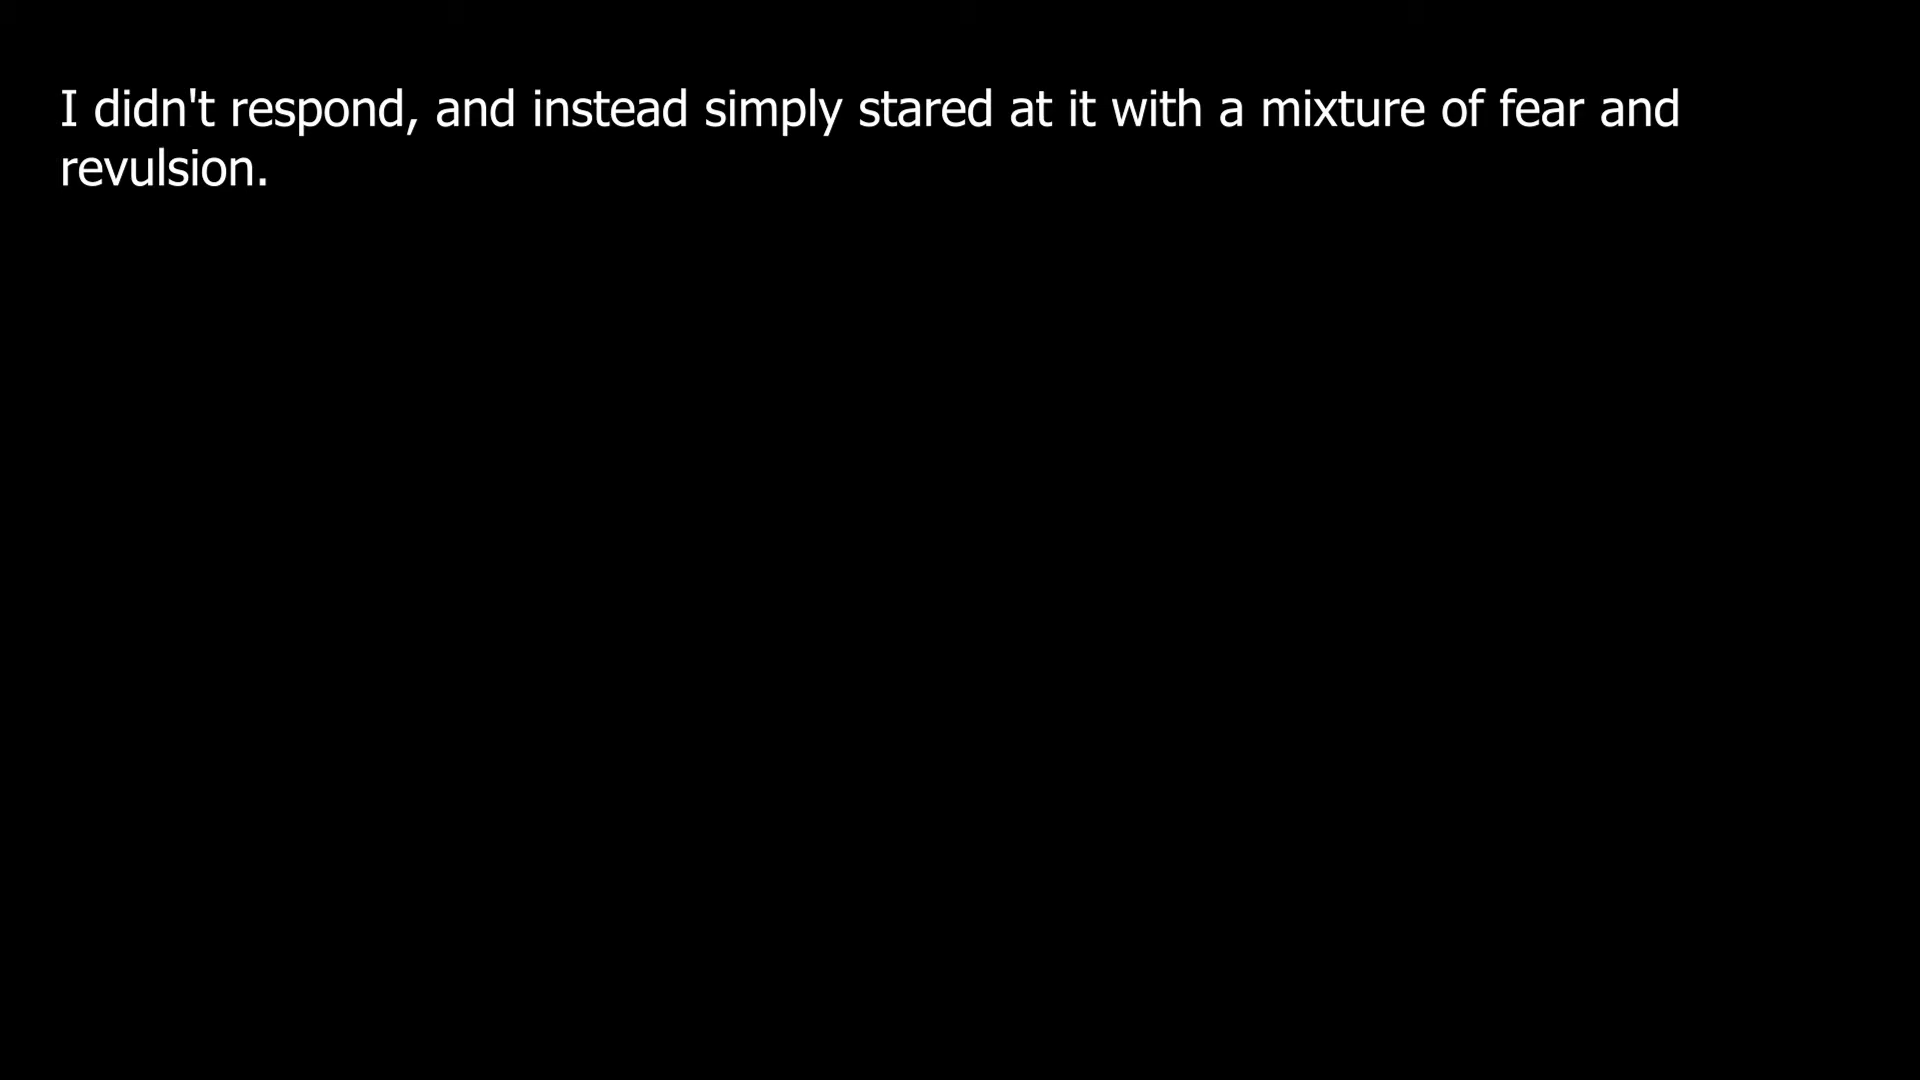 I didn't respond, and instead simply stared at it with a mixture of fear and
revulsion.